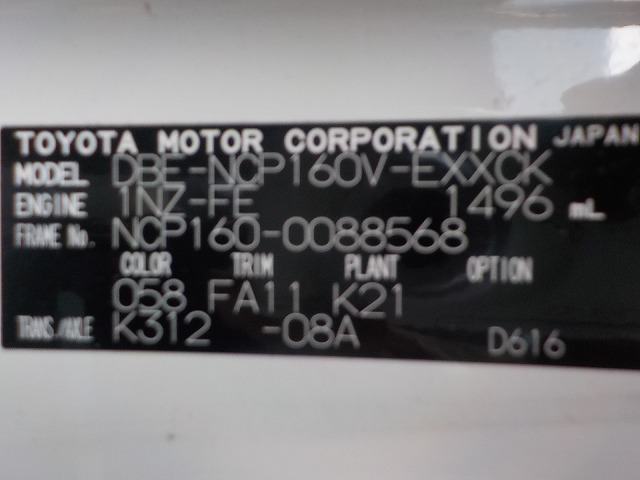 TOYOTA MOTOR CORPORATION JAPAN
MODEL DBE-NCP160V-EXXCK
ENGINE 1NZ-FE 1496 mL
FRAME No. NCP160-0088568
COLOR TRIM PLANT OPTION
058 FA11 K21
TRANS./AXLE K312 -08A D616